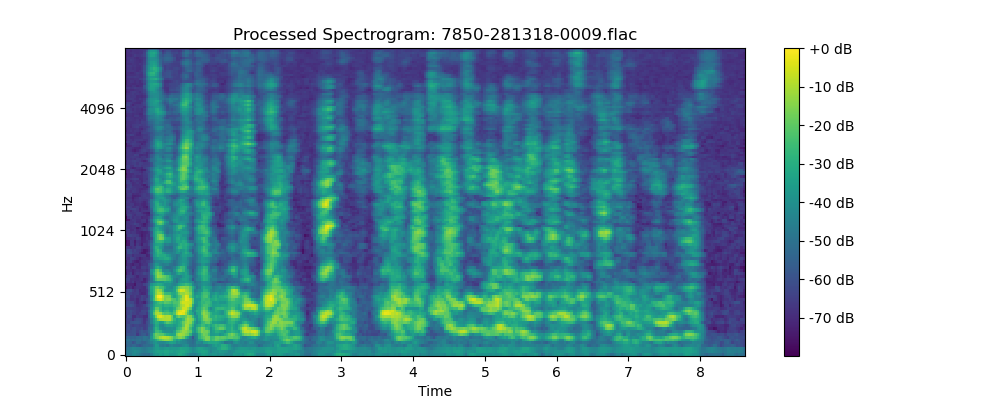 Processed Spectrogram: 7850-281318-0009.flac
+0 dB
-10 dB
-20 dB
-30 dB
-40 dB
-50 dB
-60 dB
-70 dB
Hz
4096
2048
1024
512
0
0 1 2 3 4 5 6 7 8
Time